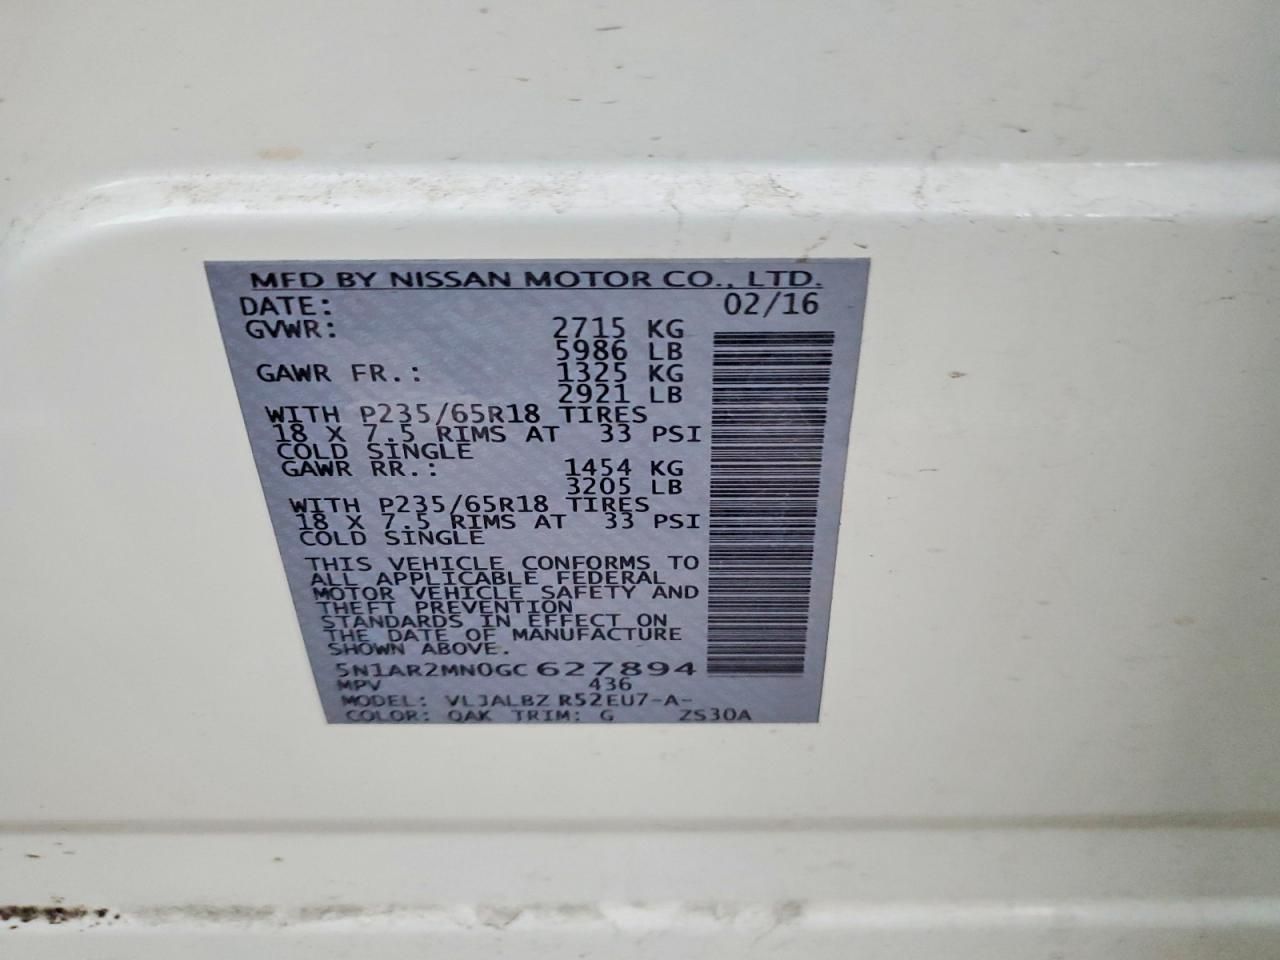 MFD BY NISSAN MOTOR CO., LTD.
DATE: 02/16
GVWR: 2715 KG
5986 LB
GAWR FR.: 1325 KG
2921 LB
WITH P235/65R18 TIRES
18 X 7.5 RIMS AT 33 PSI
COLD SINGLE
GAWR RR.: 1454 KG
3205 LB
WITH P235/65R18 TIRES
18 X 7.5 RIMS AT 33 PSI
COLD SINGLE
THIS VEHICLE CONFORMS TO
ALL APPLICABLE FEDERAL
MOTOR VEHICLE SAFETY AND
THEFT PREVENTION
STANDARDS IN EFFECT ON
THE DATE OF MANUFACTURE
SHOWN ABOVE.
5N1AR2MN0GC627894
MPV 436
MODEL: VLJALBZ R52EU7-A-
COLOR: QAK TRIM: G ZS30A